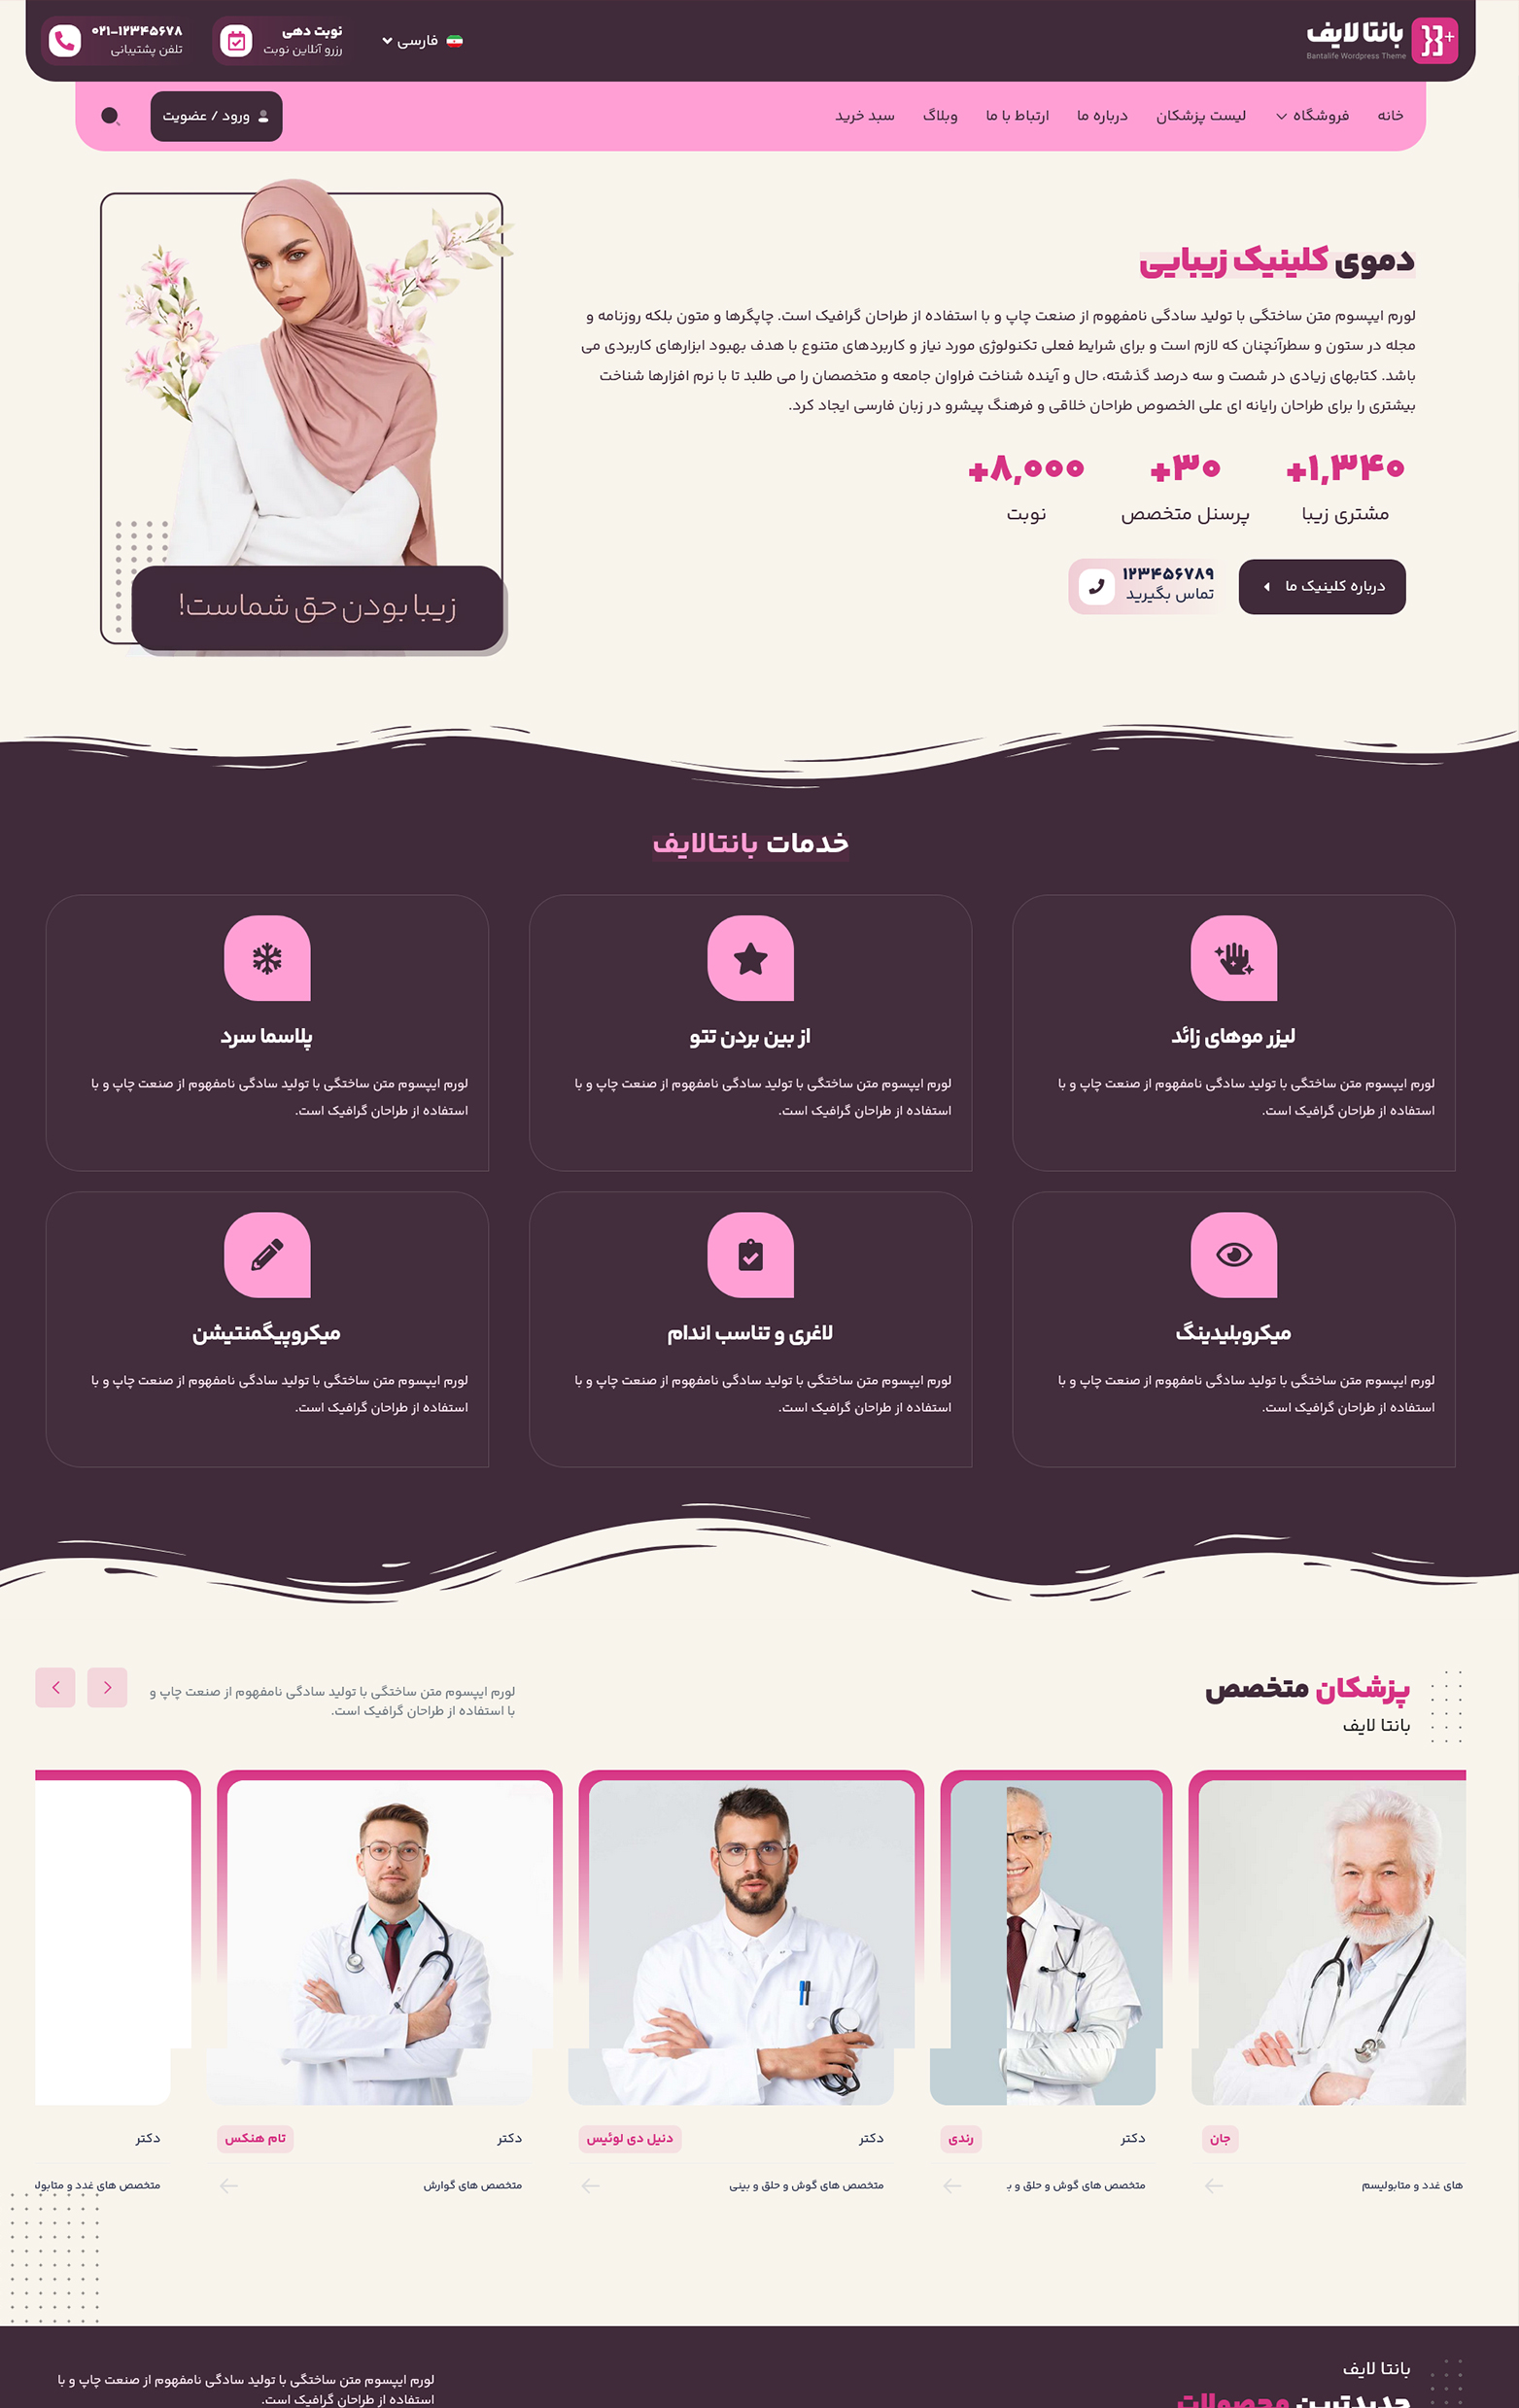 بانتا لایف
Bantalife Wordpress Theme
فارسی
نوبت دهی
رزرو آنلاین نوبت
۰۲۱-۱۲۳۴۵۶۷۸
تلفن پشتیبانی
خانه
فروشگاه
لیست پزشکان
درباره ما
ارتباط با ما
وبلاگ
سبد خرید
ورود / عضویت
دموی کلینیک زیبایی
لورم ایپسوم متن ساختگی با تولید سادگی نامفهوم از صنعت چاپ و با استفاده از طراحان گرافیک است. چاپگرها و متون بلکه روزنامه و
مجله در ستون و سطرآنچنان که لازم است و برای شرایط فعلی تکنولوژی مورد نیاز و کاربردهای متنوع با هدف بهبود ابزارهای کاربردی می
باشد. کتابهای زیادی در شصت و سه درصد گذشته، حال و آینده شناخت فراوان جامعه و متخصصان را می طلبد تا با نرم افزارها شناخت
بیشتری را برای طراحان رایانه ای علی الخصوص طراحان خلاقی و فرهنگ پیشرو در زبان فارسی ایجاد کرد.
۱,۳۴۰+
مشتری زیبا
۳۰+
پرسنل متخصص
۸,۰۰۰+
نوبت
درباره کلینیک ما
۱۲۳۴۵۶۷۸۹
تماس بگیرید
زیبا بودن حق شماست!
خدمات بانتالایف
لیزر موهای زائد
لورم ایپسوم متن ساختگی با تولید سادگی نامفهوم از صنعت چاپ و با
استفاده از طراحان گرافیک است.
از بین بردن تتو
لورم ایپسوم متن ساختگی با تولید سادگی نامفهوم از صنعت چاپ و با
استفاده از طراحان گرافیک است.
پلاسما سرد
لورم ایپسوم متن ساختگی با تولید سادگی نامفهوم از صنعت چاپ و با
استفاده از طراحان گرافیک است.
میکروبلیدینگ
لورم ایپسوم متن ساختگی با تولید سادگی نامفهوم از صنعت چاپ و با
استفاده از طراحان گرافیک است.
لاغری و تناسب اندام
لورم ایپسوم متن ساختگی با تولید سادگی نامفهوم از صنعت چاپ و با
استفاده از طراحان گرافیک است.
میکروپیگمنتیشن
لورم ایپسوم متن ساختگی با تولید سادگی نامفهوم از صنعت چاپ و با
استفاده از طراحان گرافیک است.
پزشکان متخصص
بانتا لایف
لورم ایپسوم متن ساختگی با تولید سادگی نامفهوم از صنعت چاپ و
با استفاده از طراحان گرافیک است.
جان
های غدد و متابولیسم
دکتر
رندی
متخصص های گوش و حلق و
دکتر
دنیل دی لوئیس
متخصص های گوش و حلق و بینی
دکتر
تام هنکس
متخصص های گوارش
دکتر
متخصص های غدد و
بانتا لایف
جدیدترین محصولات
لورم ایپسوم متن ساختگی با تولید سادگی نامفهوم از صنعت چاپ و با
استفاده از طراحان گرافیک است.